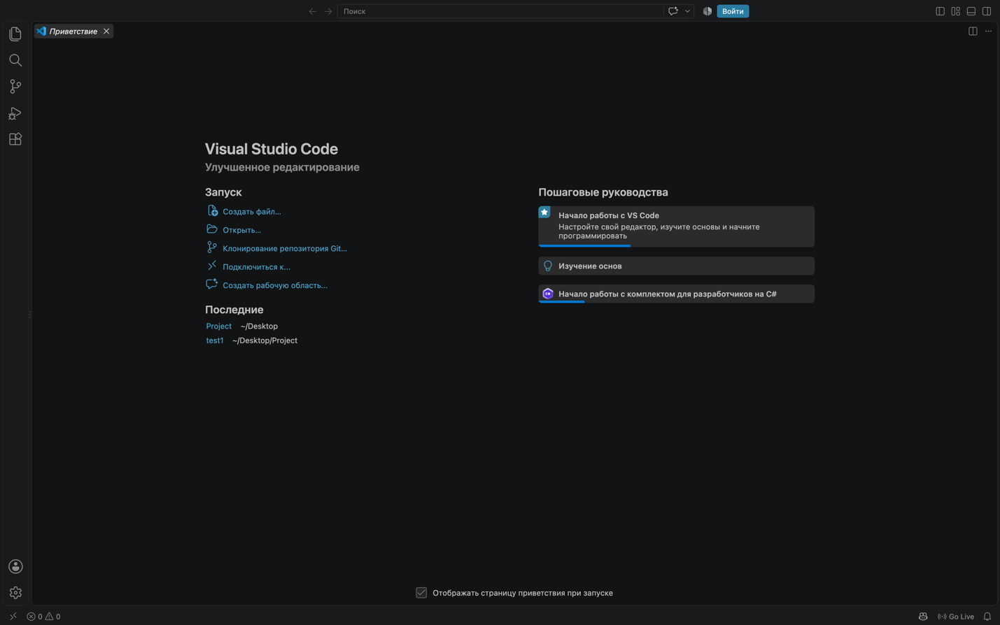 Поиск
Войти
Приветствие
Visual Studio Code
Улучшенное редактирование
Запуск
Создать файл...
Открыть...
Клонирование репозитория Git...
Подключиться к...
Создать рабочую область...
Последние
Project ~/Desktop
test1 ~/Desktop/Project
Пошаговые руководства
Начало работы с VS Code
Настройте свой редактор, изучите основы и начните
программировать
Изучение основ
Начало работы с комплектом для разработчиков на C#
Отображать страницу приветствия при запуске
0 0
Go Live